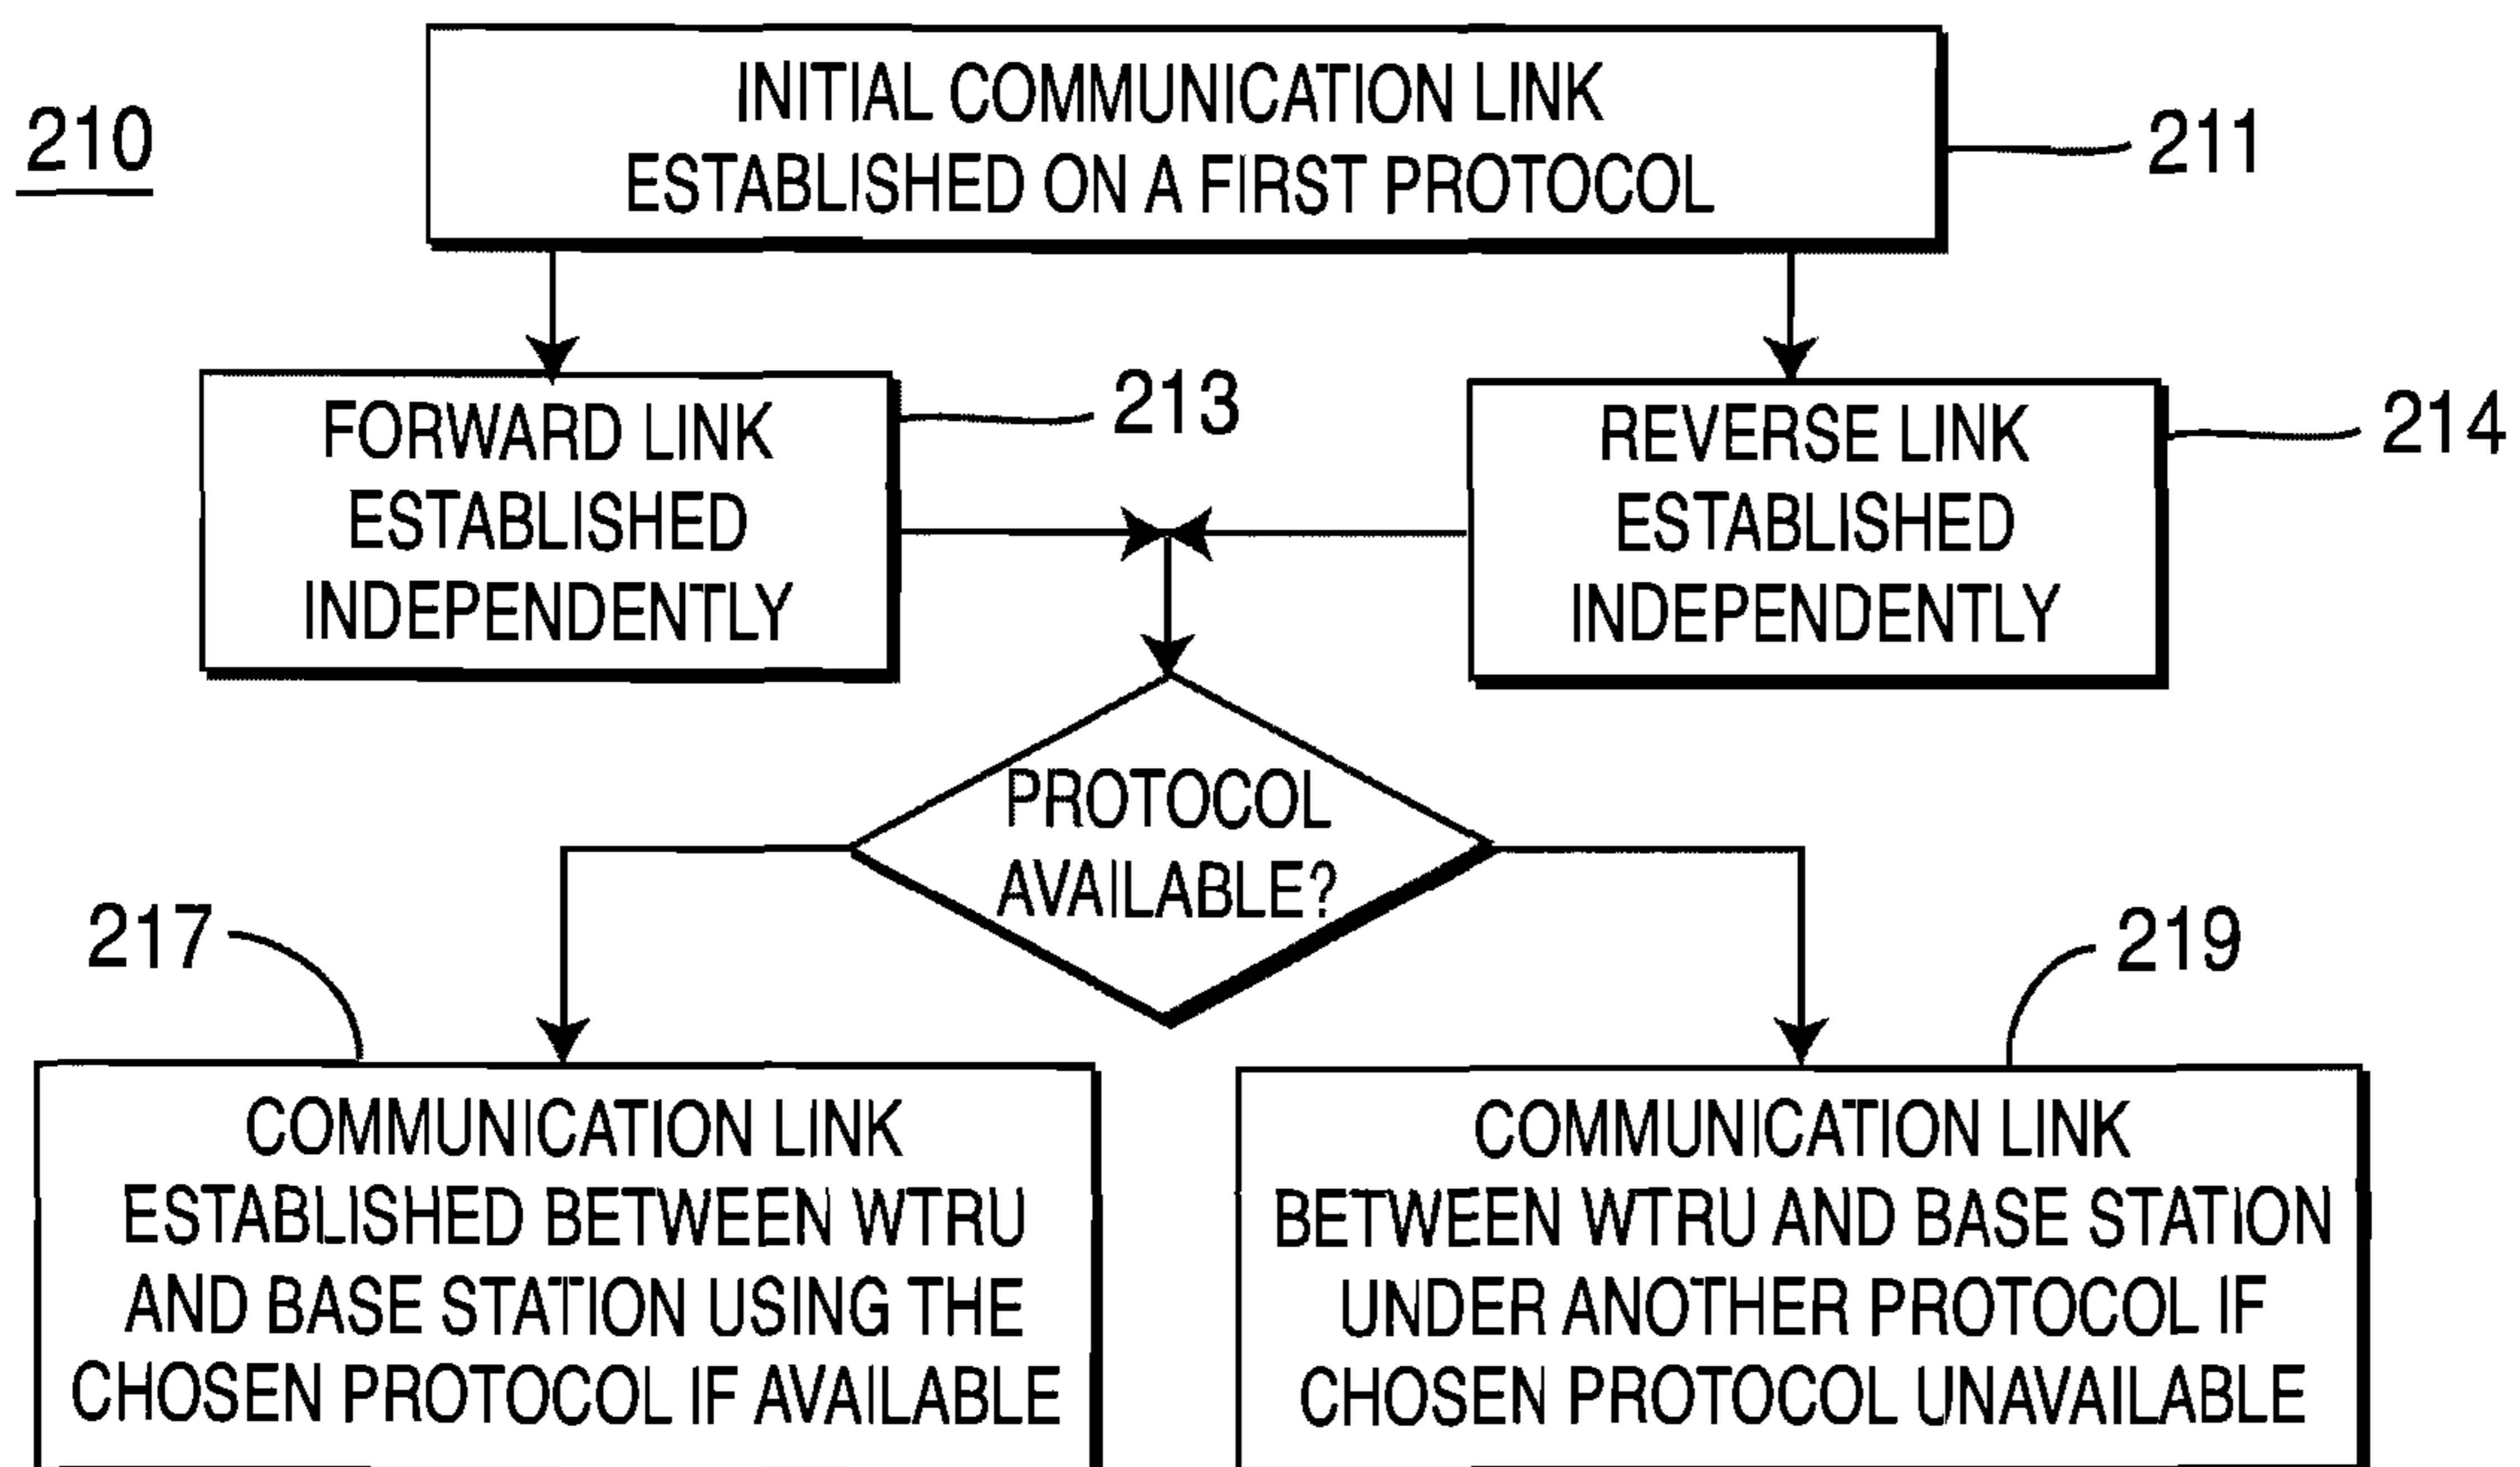 INITIAL COMMUNICATION LINK
ESTABLISHED ON A FIRST PROTOCOL
210
211
FORWARD LINK
ESTABLISHED
INDEPENDENTLY
213
REVERSE LINK
ESTABLISHED
INDEPENDENTLY
214
PROTOCOL
AVAILABLE?
217
219
COMMUNICATION LINK
ESTABLISHED BETWEEN WTRU
AND BASE STATION USING THE
CHOSEN PROTOCOL IF AVAILABLE
COMMUNICATION LINK
BETWEEN WTRU AND BASE STATION
UNDER ANOTHER PROTOCOL IF
CHOSEN PROTOCOL UNAVAILABLE